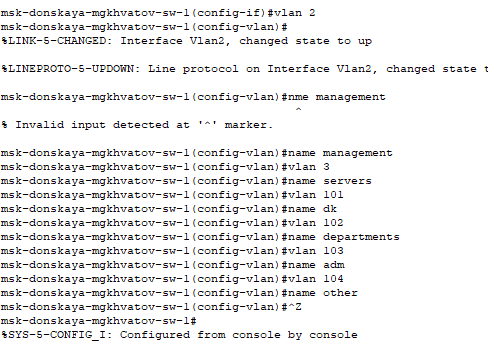 msk-donskaya-mgkhvatov-sw-1(config-if)#vlan 2
msk-donskaya-mgkhvatov-sw-1(config-vlan)#
%LINK-5-CHANGED: Interface Vlan2, changed state to up
%LINEPROTO-5-UPDOWN: Line protocol on Interface Vlan2, changed state t
msk-donskaya-mgkhvatov-sw-1(config-vlan)#nme management
^
% Invalid input detected at '^' marker.
msk-donskaya-mgkhvatov-sw-1(config-vlan)#name management
msk-donskaya-mgkhvatov-sw-1(config-vlan)#vlan 3
msk-donskaya-mgkhvatov-sw-1(config-vlan)#name servers
msk-donskaya-mgkhvatov-sw-1(config-vlan)#vlan 101
msk-donskaya-mgkhvatov-sw-1(config-vlan)#name dk
msk-donskaya-mgkhvatov-sw-1(config-vlan)#vlan 102
msk-donskaya-mgkhvatov-sw-1(config-vlan)#name departments
msk-donskaya-mgkhvatov-sw-1(config-vlan)#vlan 103
msk-donskaya-mgkhvatov-sw-1(config-vlan)#name adm
msk-donskaya-mgkhvatov-sw-1(config-vlan)#vlan 104
msk-donskaya-mgkhvatov-sw-1(config-vlan)#name other
msk-donskaya-mgkhvatov-sw-1(config-vlan)#^Z
msk-donskaya-mgkhvatov-sw-1#
%SYS-5-CONFIG_I: Configured from console by console